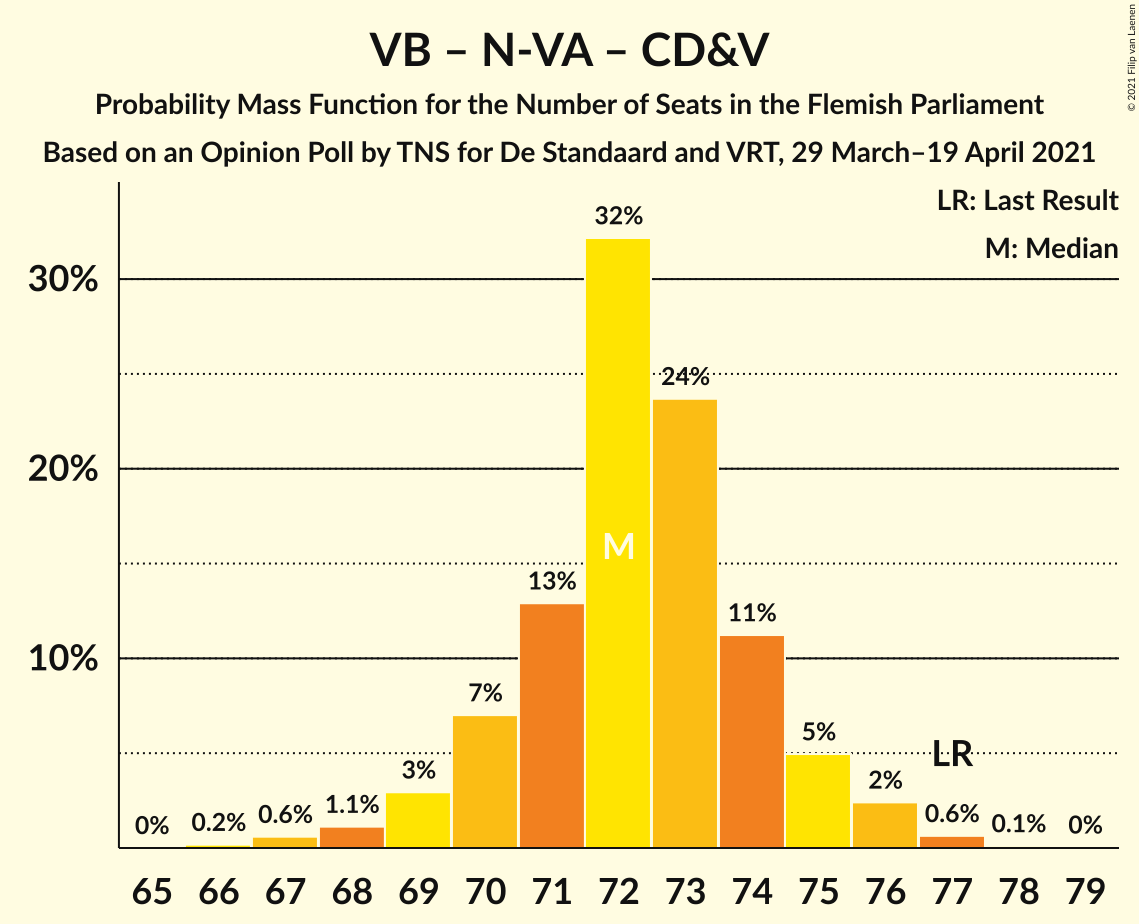 VB – N-VA – CD&V
Probability Mass Function for the Number of Seats in the Flemish Parliament
Based on an Opinion Poll by TNS for De Standaard and VRT, 29 March–19 April 2021
© 2021 Filip van Laenen
LR: Last Result
M: Median
30%
20%
10%
0%
0.2%
0.6%
1.1%
3%
7%
13%
32%
24%
11%
5%
2%
0.6%
0.1%
0%
M
LR
65 66 67 68 69 70 71 72 73 74 75 76 77 78 79